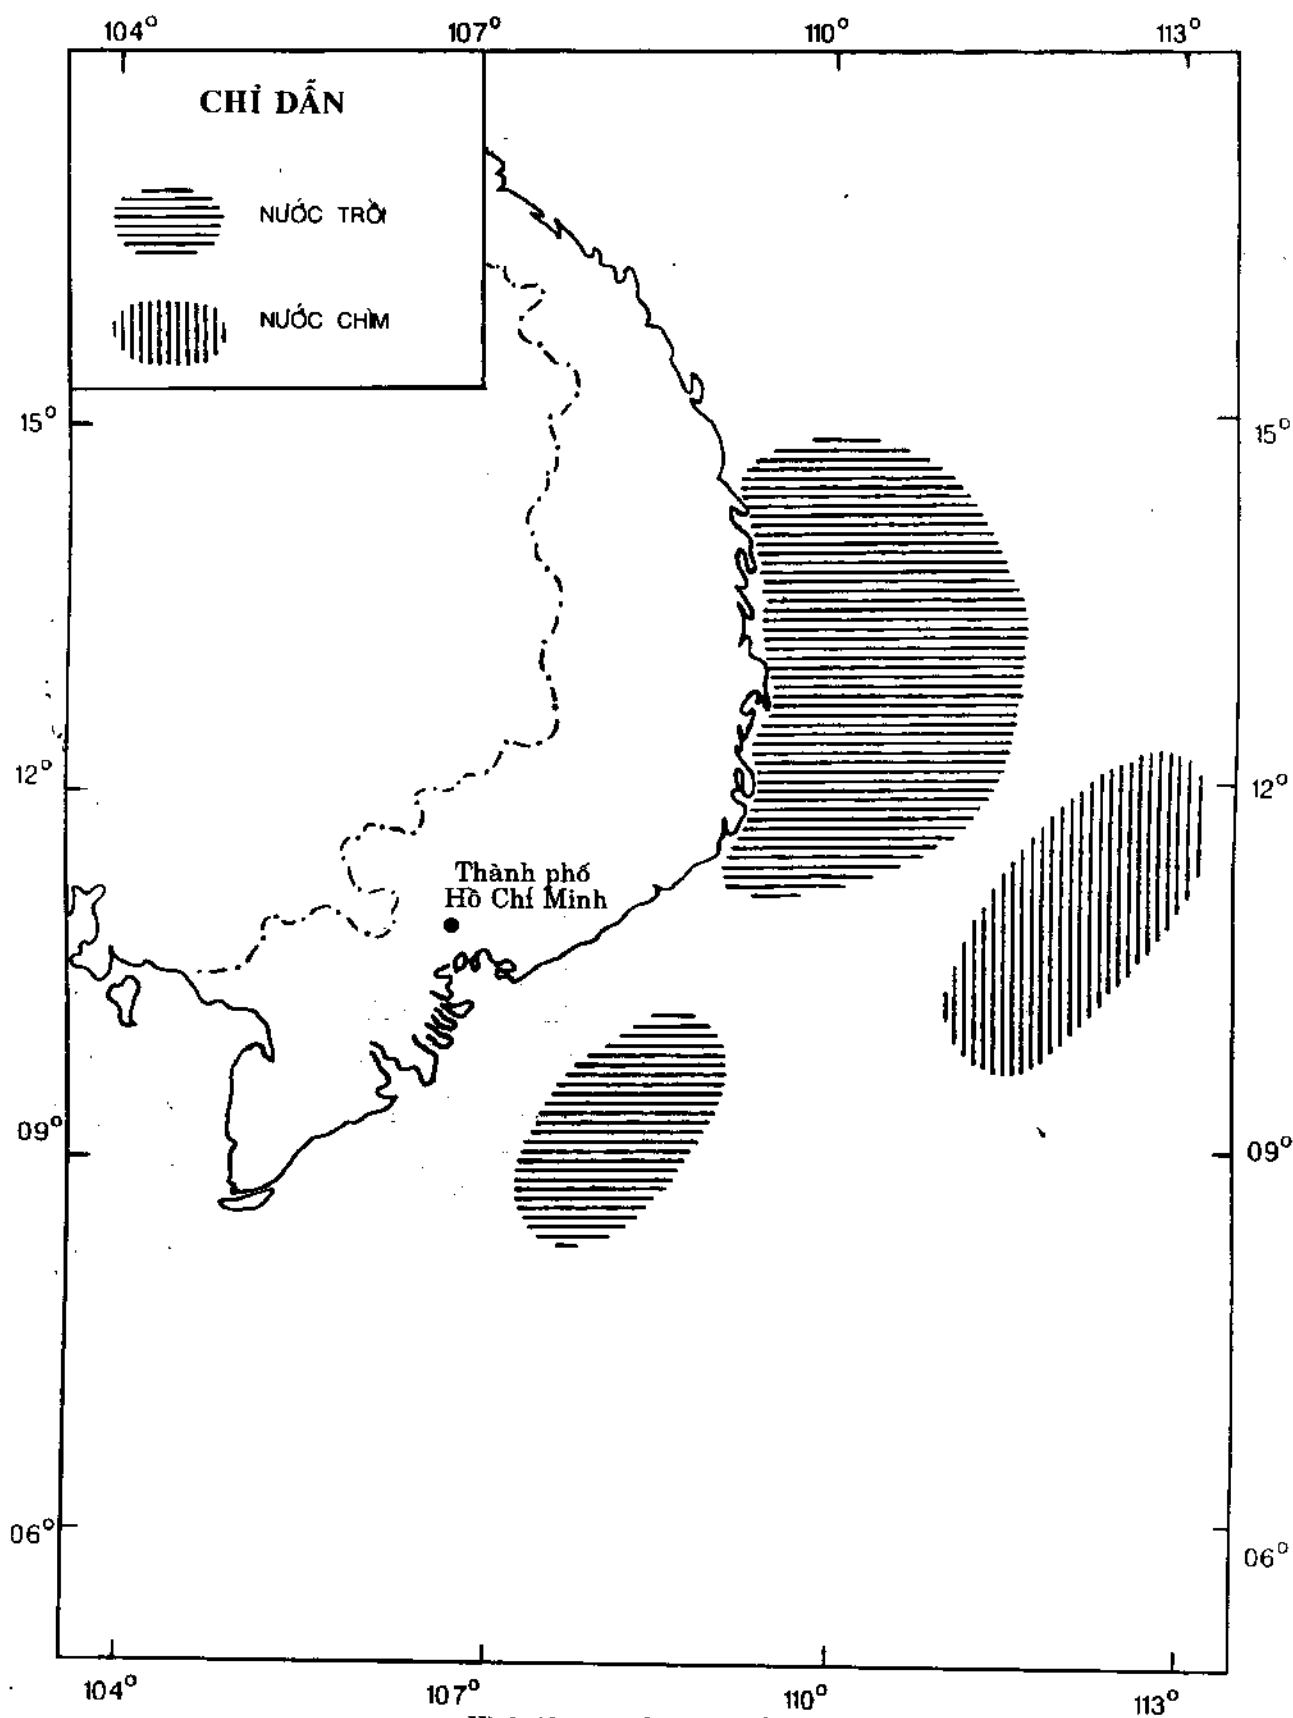 104° 107° 110° 113°
CHỈ DẪN
NƯỚC TRỒI
NƯỚC CHÌM
15° 15°
12° 12°
Thành phố
Hồ Chí Minh
09° 09°
06° 06°
104° 107° 110° 113°